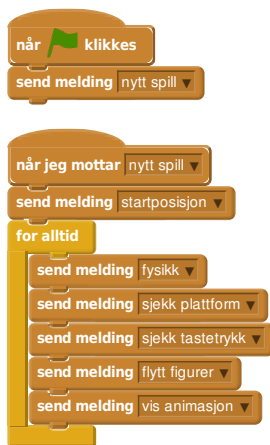 når klikkes
send melding nytt spill
når jeg mottar nytt spill
send melding startposisjon
for alltid
send melding fysikk
send melding sjekk plattform
send melding sjekk tastetrykk
send melding flytt figurer
send melding vis animasjon